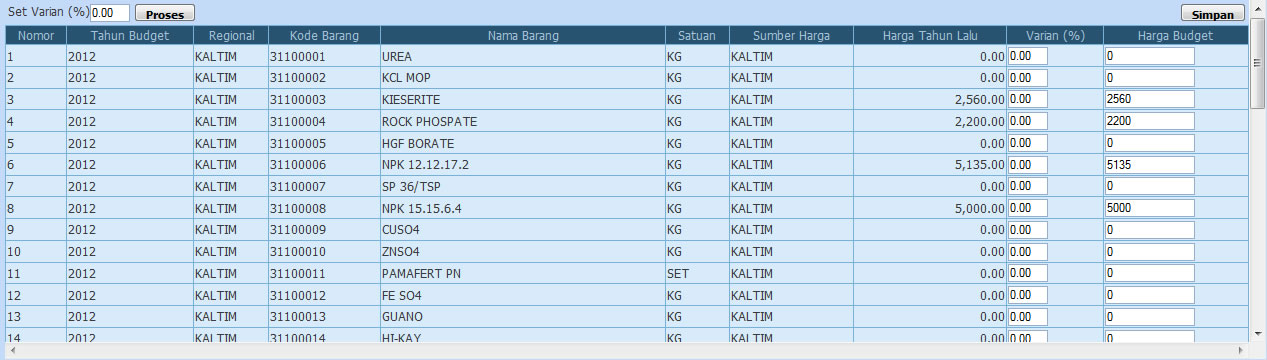 Set Varian (%) 0.00 Proses Simpan
Nomor Tahun Budget Regional Kode Barang Nama Barang Satuan Sumber Harga Harga Tahun Lalu Varian (%) Harga Budget
1 2012 KALTIM 31100001 UREA KG KALTIM 0.00 0.00 0
2 2012 KALTIM 31100002 KCL MOP KG KALTIM 0.00 0.00 0
3 2012 KALTIM 31100003 KIESERITE KG KALTIM 2,560.00 0.00 2560
4 2012 KALTIM 31100004 ROCK PHOSPATE KG KALTIM 2,200.00 0.00 2200
5 2012 KALTIM 31100005 HGF BORATE KG KALTIM 0.00 0.00 0
6 2012 KALTIM 31100006 NPK 12.12.17.2 KG KALTIM 5,135.00 0.00 5135
7 2012 KALTIM 31100007 SP 36/TSP KG KALTIM 0.00 0.00 0
8 2012 KALTIM 31100008 NPK 15.15.6.4 KG KALTIM 5,000.00 0.00 5000
9 2012 KALTIM 31100009 CUSO4 KG KALTIM 0.00 0.00 0
10 2012 KALTIM 31100010 ZNSO4 KG KALTIM 0.00 0.00 0
11 2012 KALTIM 31100011 PAMAFERT PN SET KALTIM 0.00 0.00 0
12 2012 KALTIM 31100012 FE SO4 KG KALTIM 0.00 0.00 0
13 2012 KALTIM 31100013 GUANO KG KALTIM 0.00 0.00 0
14 2012 KALTIM 31100014 HI-KAY KG KALTIM 0.00 0.00 0